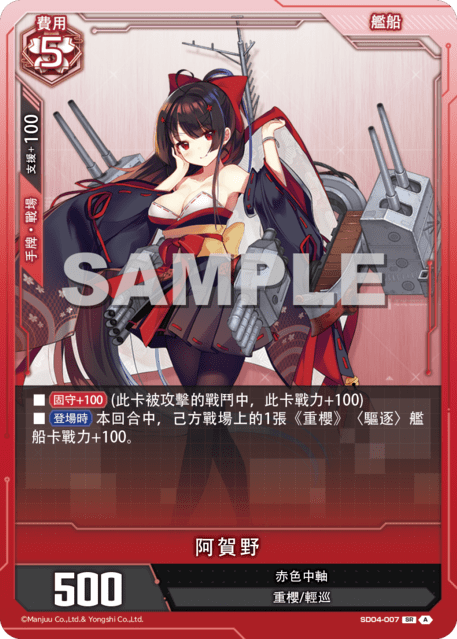 費用
5
艦船
支援+ 100
手牌・戰場
SAMPLE
■ 固守+100 (此卡被攻擊的戰鬥中，此卡戰力+100)
■ 登場時 本回合中，己方戰場上的1張《重櫻》〈驅逐〉艦
船卡戰力+100。
阿賀野
500
赤色中軸
重櫻/輕巡
©Manjuu Co.,Ltd.& Yongshi Co.,Ltd.
SD04-007 SR A